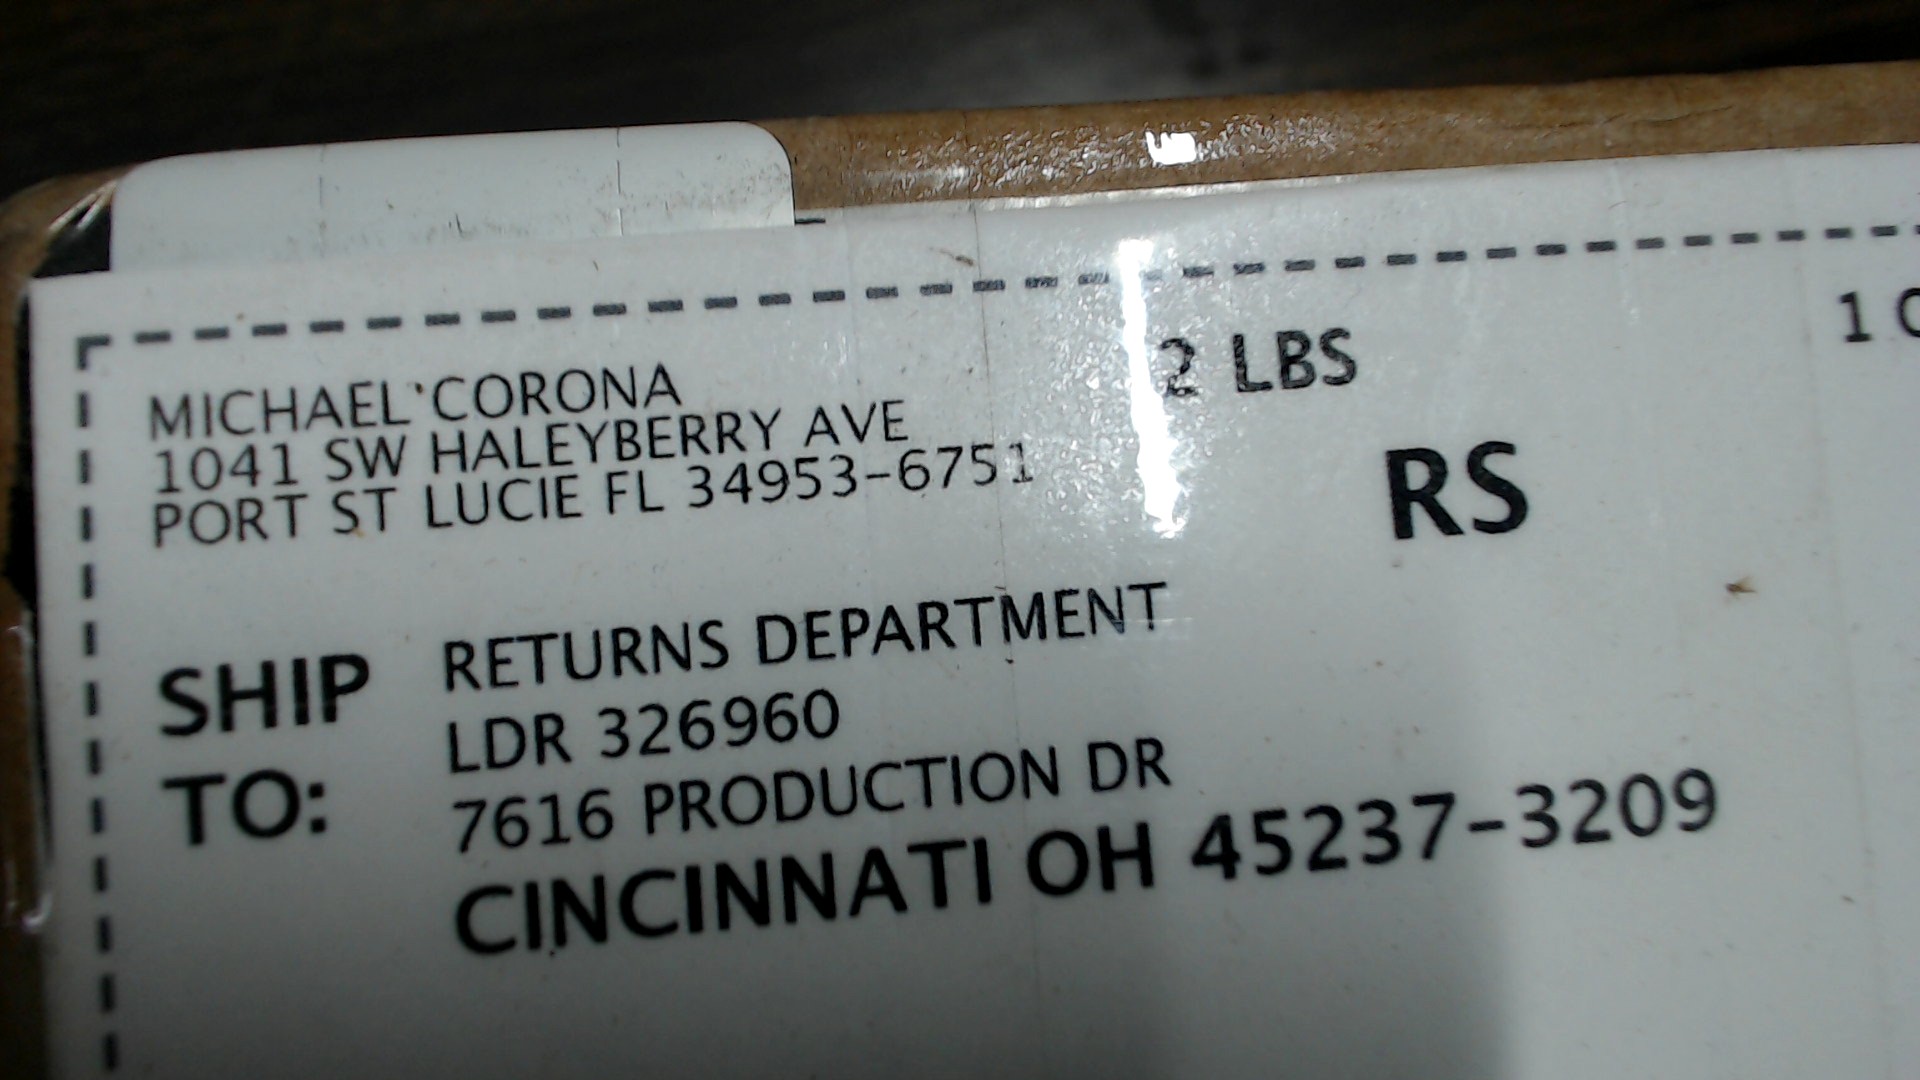 MICHAEL CORONA
1041 SW HALEYBERRY AVE
PORT ST LUCIE FL 34953-6751
2 LBS
1
RS
SHIP TO:
RETURNS DEPARTMENT
LDR 326960
7616 PRODUCTION DR
CINCINNATI OH 45237-3209